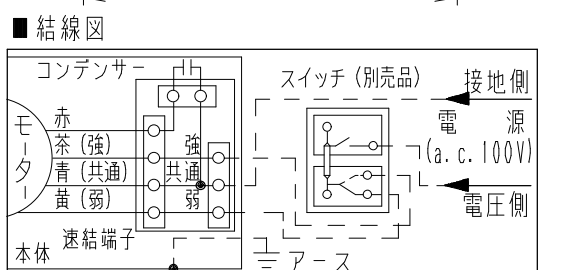 ■結線図
コンデンサー
スイッチ（別売品）
接地側
モーター
赤
茶（強）
青（共通）
黄（弱）
強
共通
弱
電源
(a.c.100V)
電圧側
速結端子
本体
アース